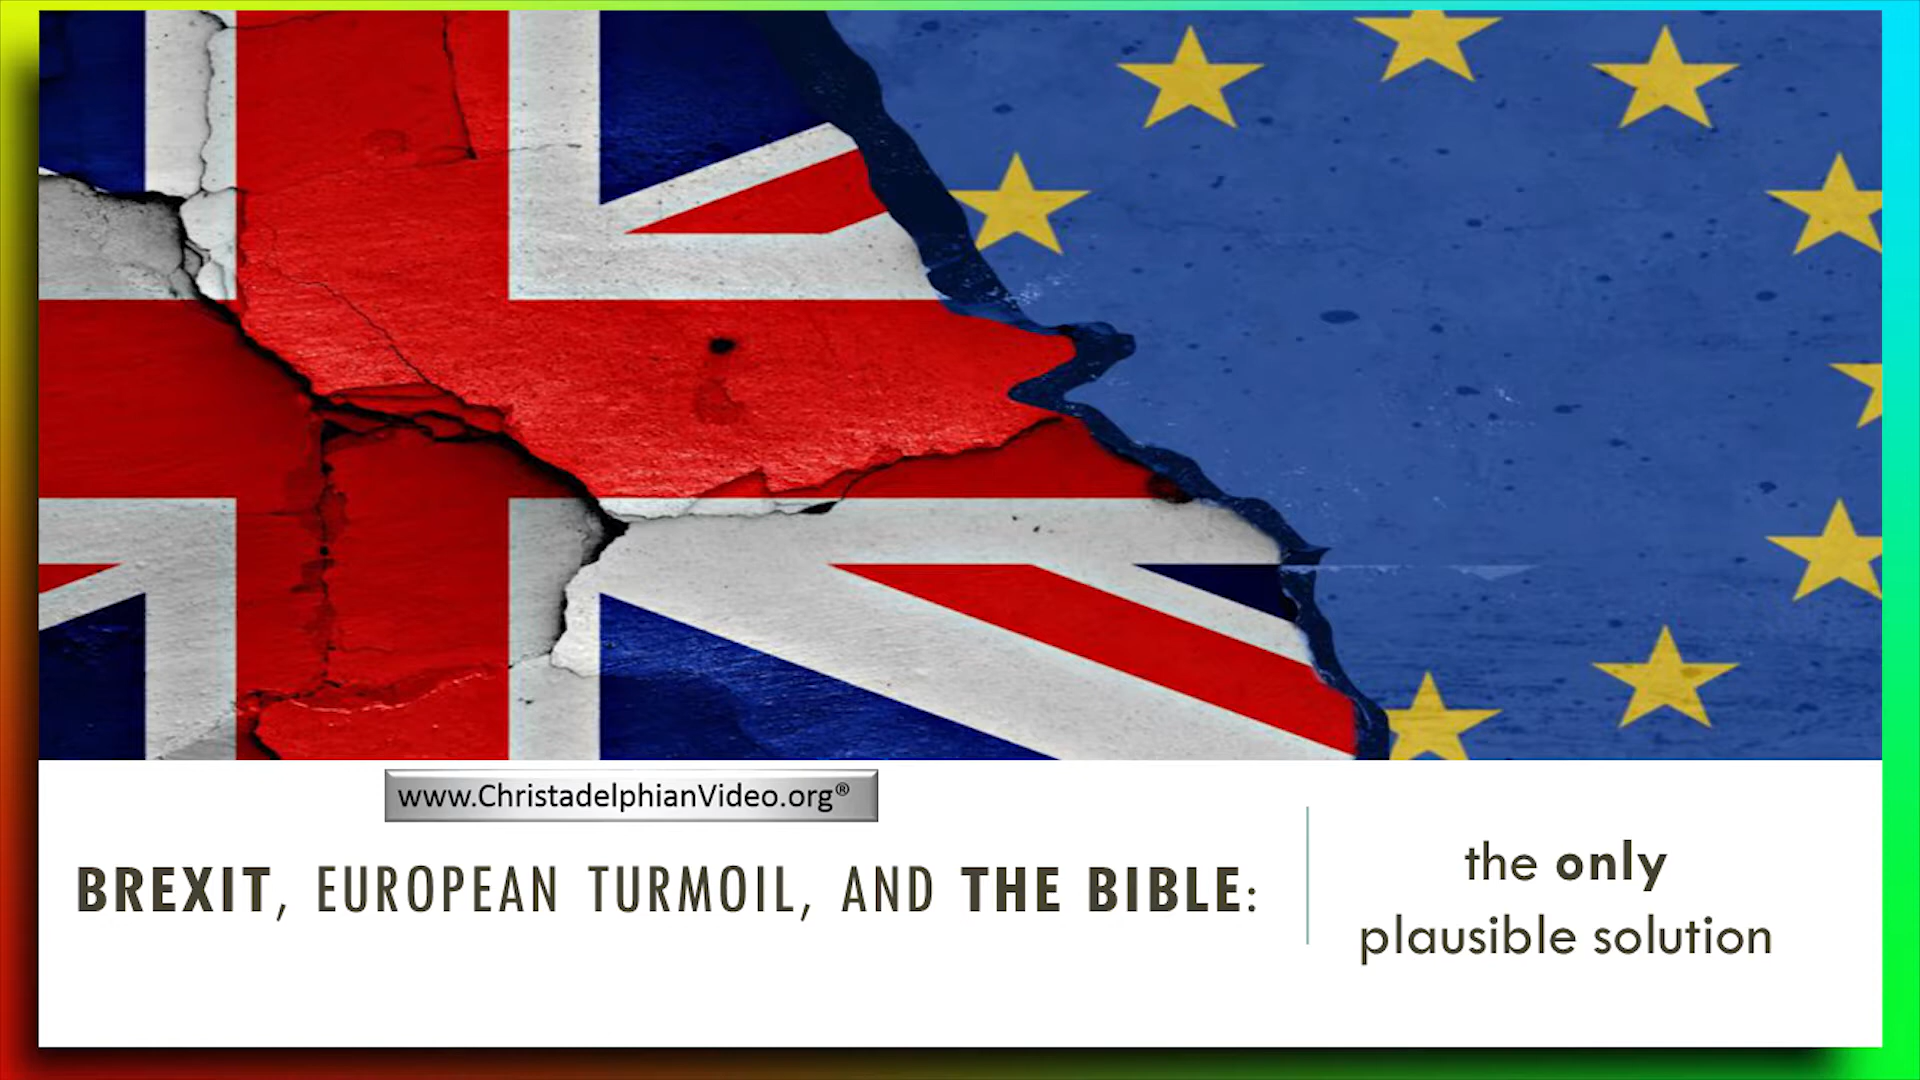 www.ChristadelphianVideo.org®
BREXIT, EUROPEAN TURMOIL, AND THE BIBLE:
the only
plausible solution